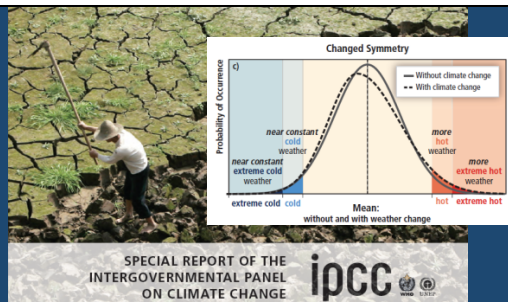 Changed Symmetry
c)
Probability of Occurrence
Without climate change
With climate change
near constant
cold
weather
near constant
extreme cold
weather
more
hot
weather
more
extreme hot
weather
extreme cold
cold
hot
extreme hot
Mean:
without and with weather change
SPECIAL REPORT OF THE
INTERGOVERNMENTAL PANEL
ON CLIMATE CHANGE
ipcc
WMO
UNEP